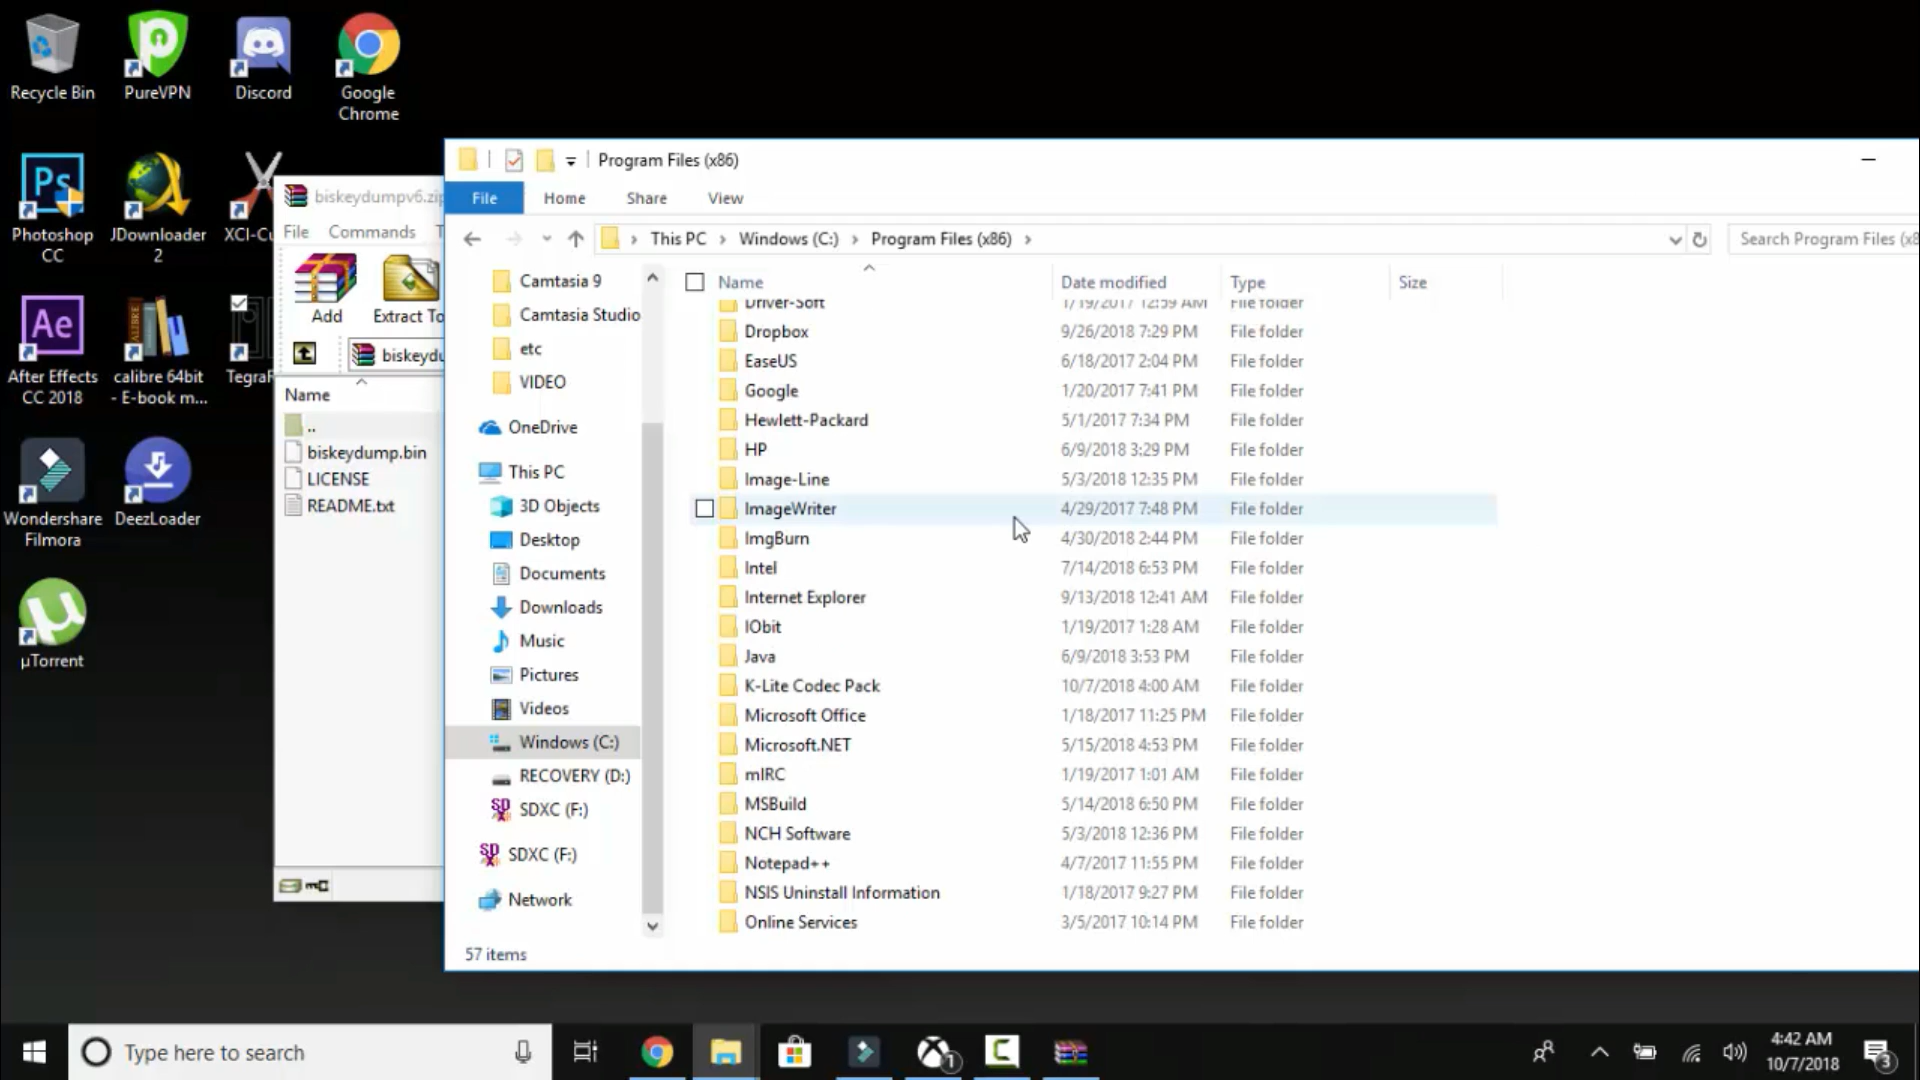 Recycle Bin
PureVPN
Discord
Google
Chrome
Ps
Photoshop
CC
JDownloader
2
XCI-Cu
Ae
After Effects
CC 2018
calibre 64bit
- E-book m...
TegraR
Wondershare
Filmora
DeezLoader
µTorrent
biskeydumpv6.zip
File Commands T
Add
Extract To
biskeydu
Name
..
biskeydump.bin
LICENSE
README.txt
Program Files (x86)
File Home Share View
This PC Windows (C:) Program Files (x86)
Search Program Files (x8
Camtasia 9
Camtasia Studio
etc
VIDEO
OneDrive
This PC
3D Objects
Desktop
Documents
Downloads
Music
Pictures
Videos
Windows (C:)
RECOVERY (D:)
SDXC (F:)
SDXC (F:)
Network
Name Date modified Type Size
Driver-Soft 1/19/2017 12:59 AM File folder
Dropbox 9/26/2018 7:29 PM File folder
EaseUS 6/18/2017 2:04 PM File folder
Google 1/20/2017 7:41 PM File folder
Hewlett-Packard 5/1/2017 7:34 PM File folder
HP 6/9/2018 3:29 PM File folder
Image-Line 5/3/2018 12:35 PM File folder
ImageWriter 4/29/2017 7:48 PM File folder
ImgBurn 4/30/2018 2:44 PM File folder
Intel 7/14/2018 6:53 PM File folder
Internet Explorer 9/13/2018 12:41 AM File folder
IObit 1/19/2017 1:28 AM File folder
Java 6/9/2018 3:53 PM File folder
K-Lite Codec Pack 10/7/2018 4:00 AM File folder
Microsoft Office 1/18/2017 11:25 PM File folder
Microsoft.NET 5/15/2018 4:53 PM File folder
mIRC 1/19/2017 1:01 AM File folder
MSBuild 5/14/2018 6:50 PM File folder
NCH Software 5/3/2018 12:36 PM File folder
Notepad++ 4/7/2017 11:55 PM File folder
NSIS Uninstall Information 1/18/2017 9:27 PM File folder
Online Services 3/5/2017 10:14 PM File folder
57 items
Type here to search
1
4:42 AM
10/7/2018
3